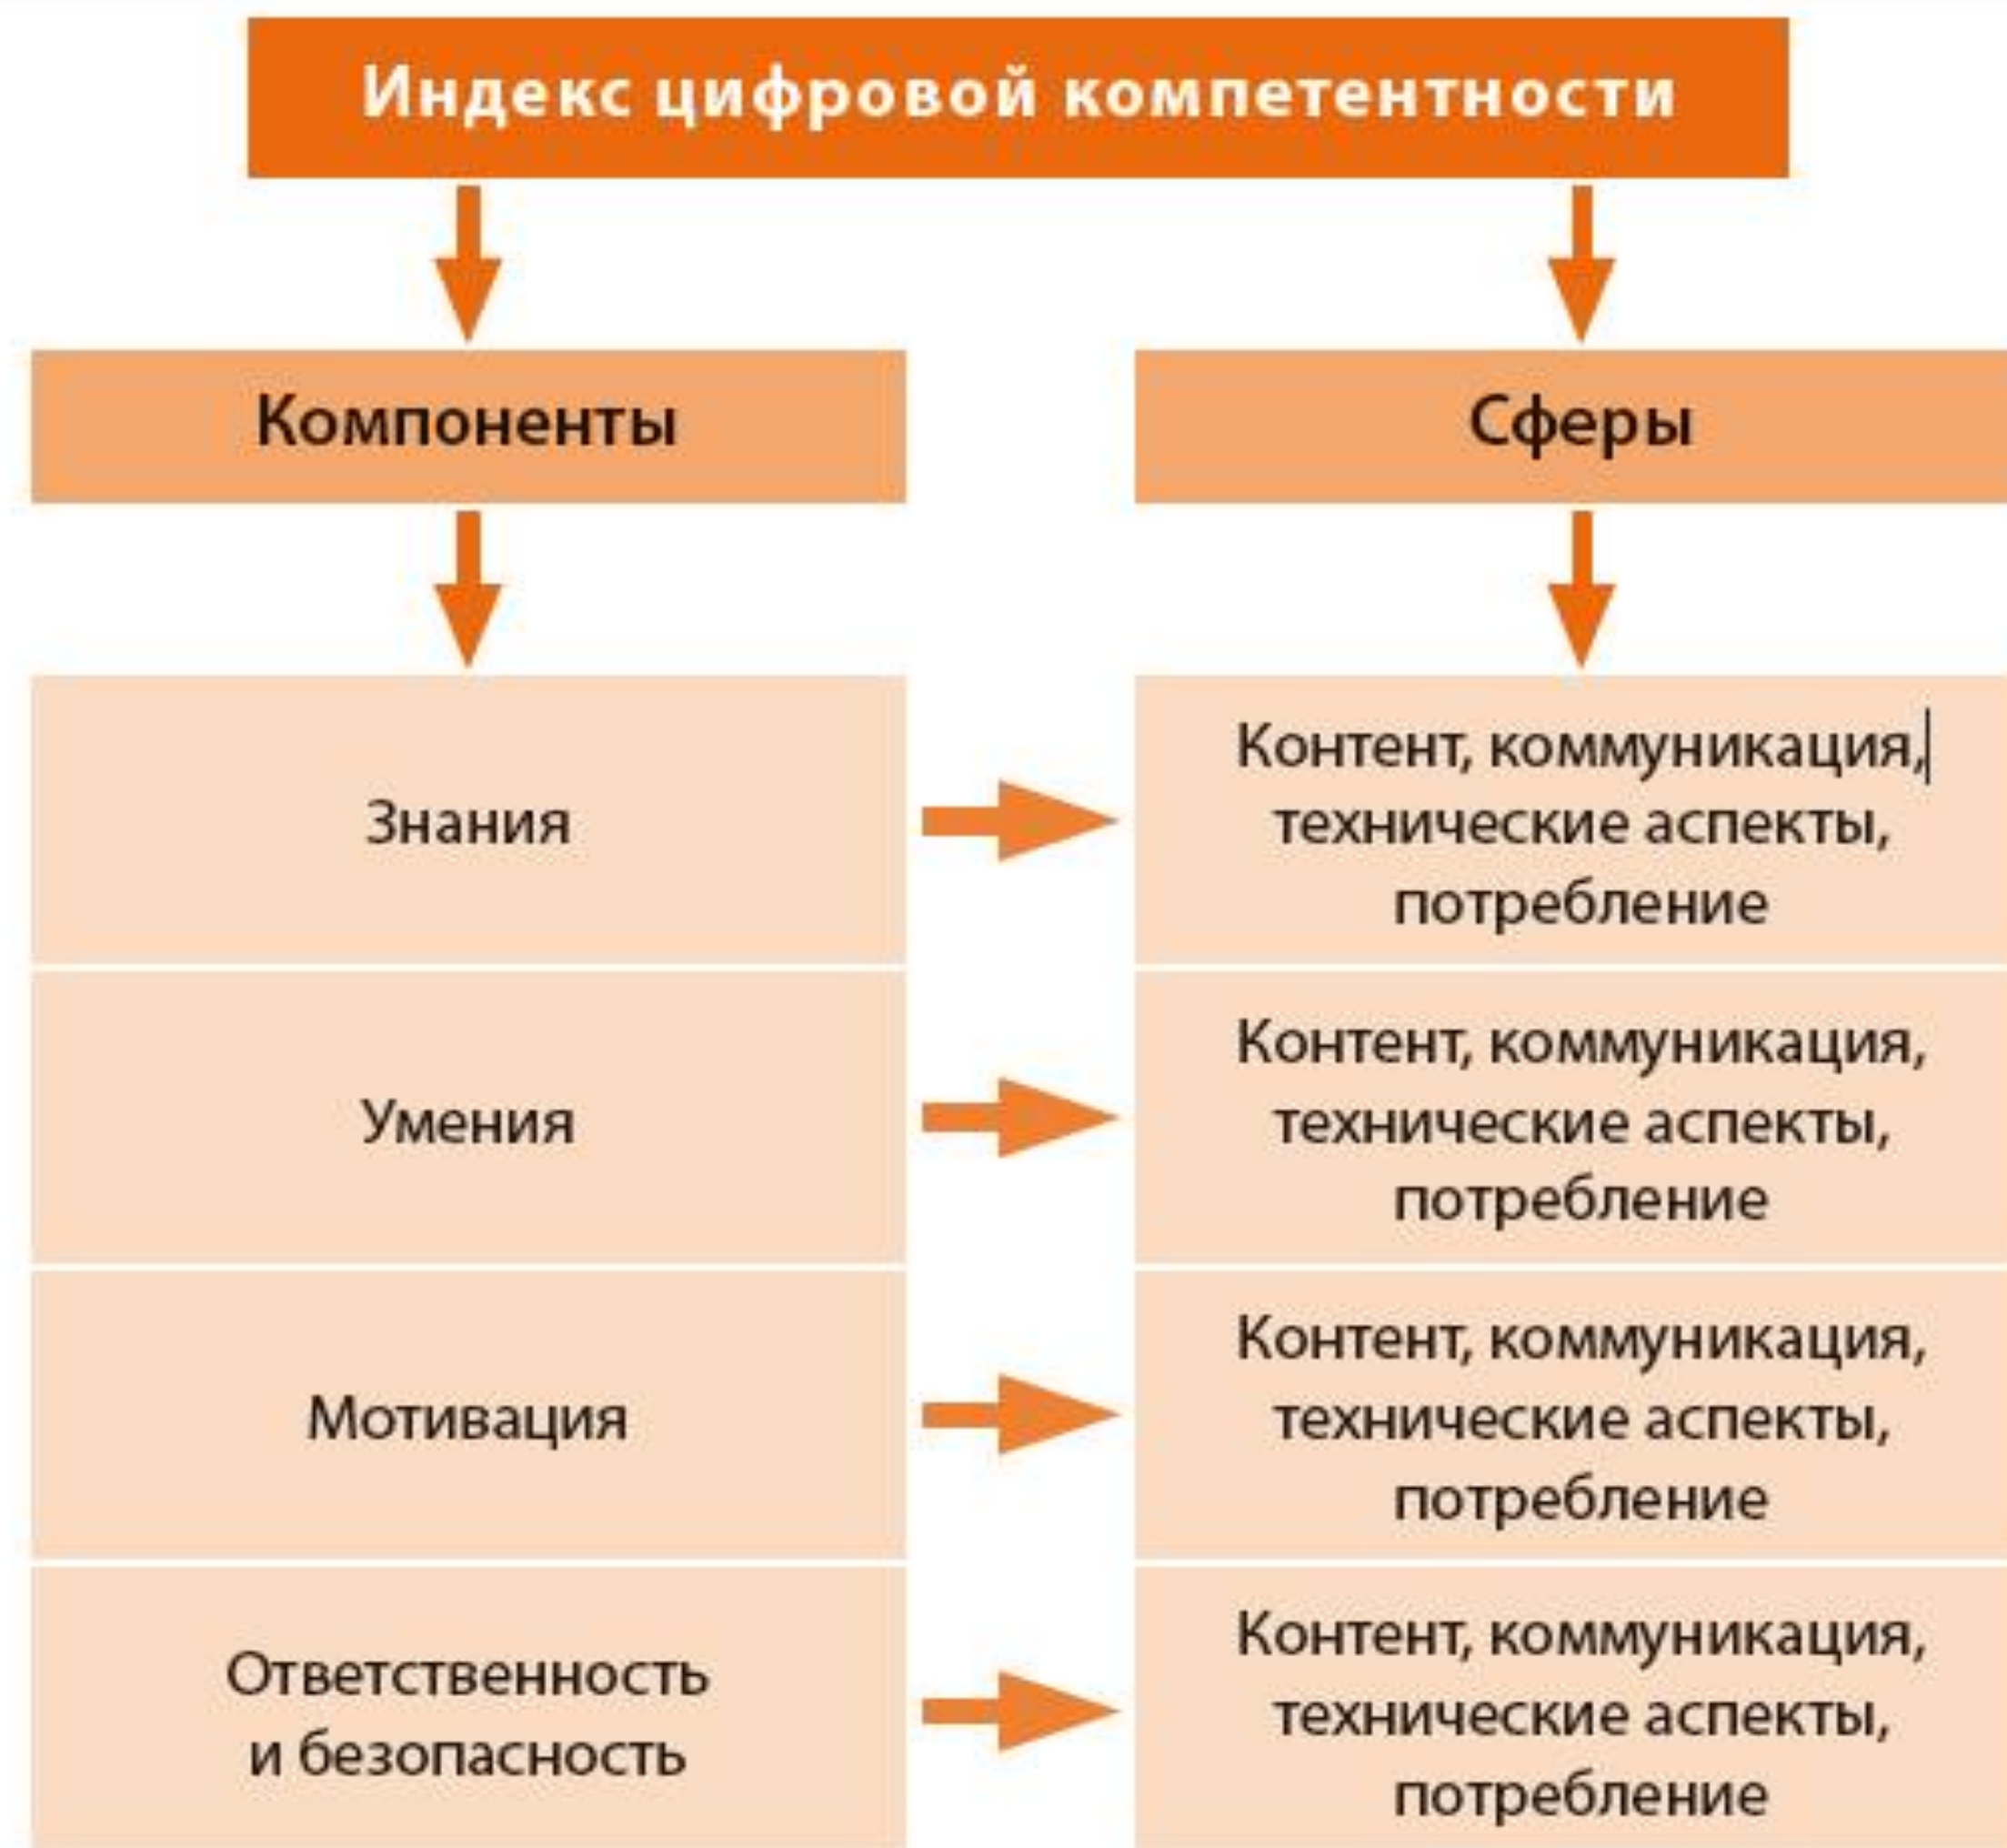 Индекс цифровой компетентности
Компоненты
Сферы
Знания
Контент, коммуникация,
технические аспекты,
потребление
Умения
Контент, коммуникация,
технические аспекты,
потребление
Мотивация
Контент, коммуникация,
технические аспекты,
потребление
Ответственность
и безопасность
Контент, коммуникация,
технические аспекты,
потребление